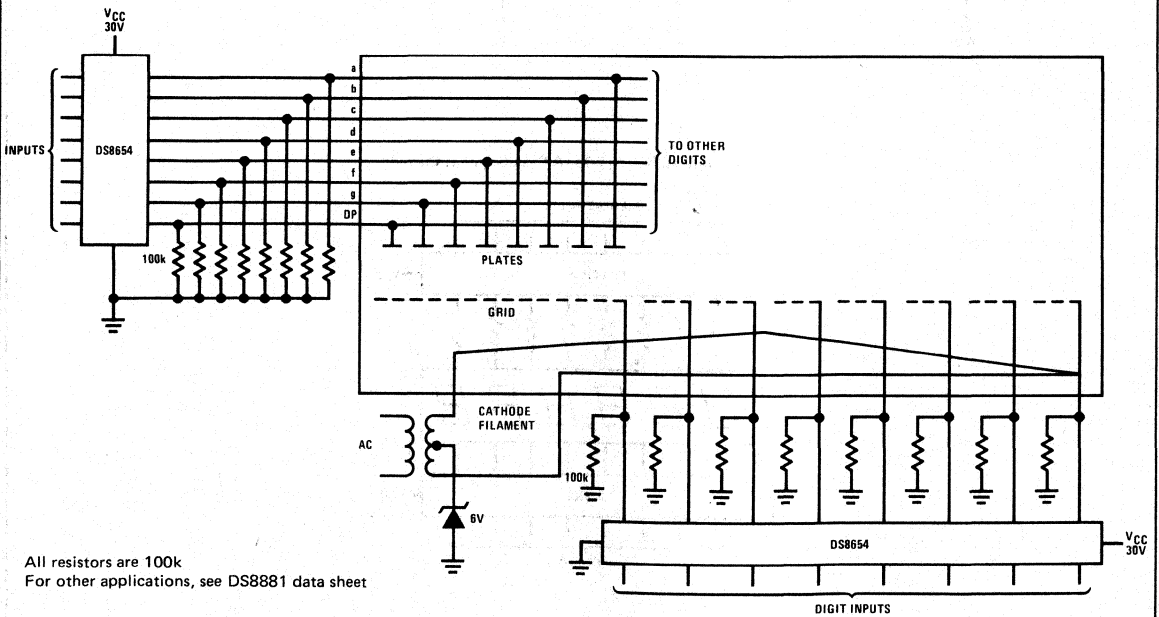 VCC
30V
a
b
c
d
e
f
g
DP
INPUTS
DS8654
TO OTHER
DIGITS
100k
PLATES
GRID
CATHODE
FILAMENT
AC
100k
6V
DS8654
VCC
30V
All resistors are 100k
For other applications, see DS8881 data sheet
DIGIT INPUTS